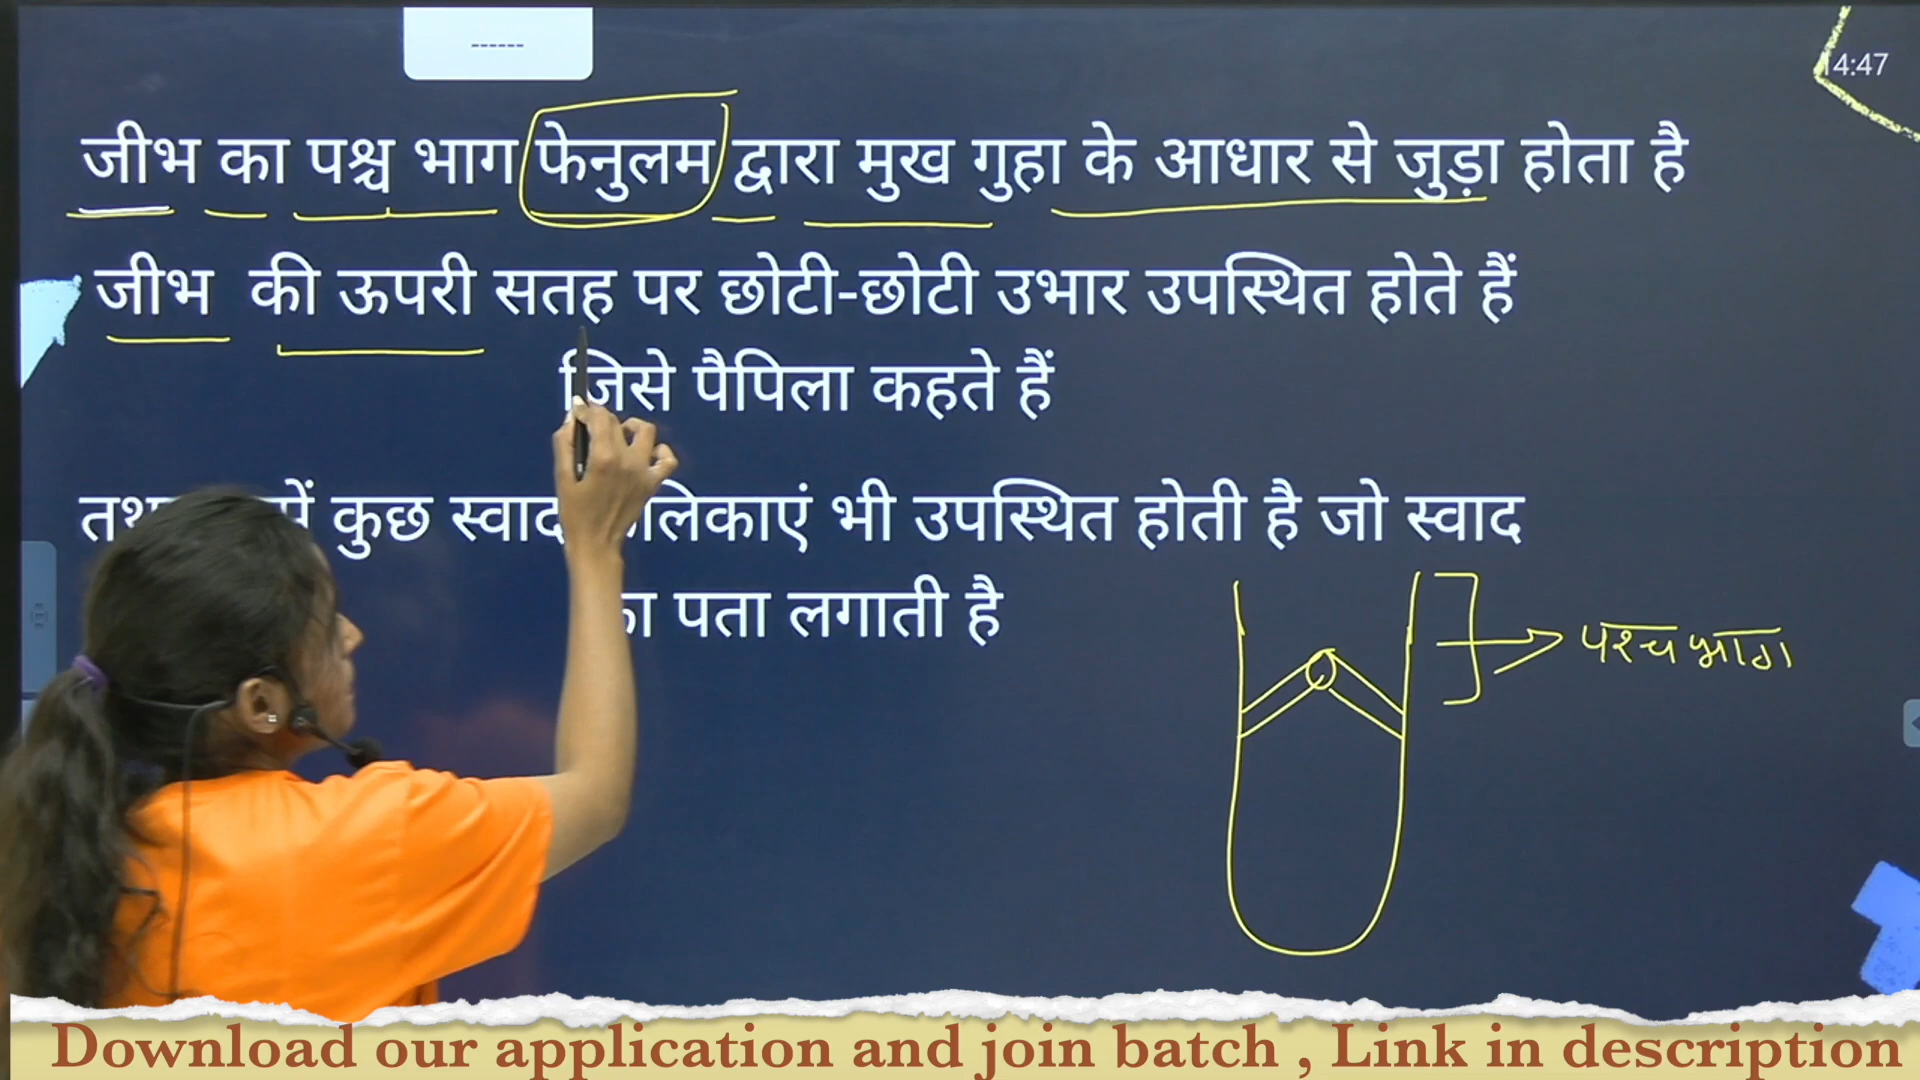 ------
4:47
जीभ का पश्च भाग फेनुलम द्वारा मुख गुहा के आधार से जुड़ा होता है
जीभ की ऊपरी सतह पर छोटी-छोटी उभार उपस्थित होते हैं
जिसे पैपिला कहते हैं
कुछ स्वाद भी उपस्थित होती है जो स्वाद
पता लगाती है
पश्च भाग
Download our application and join batch , Link in description